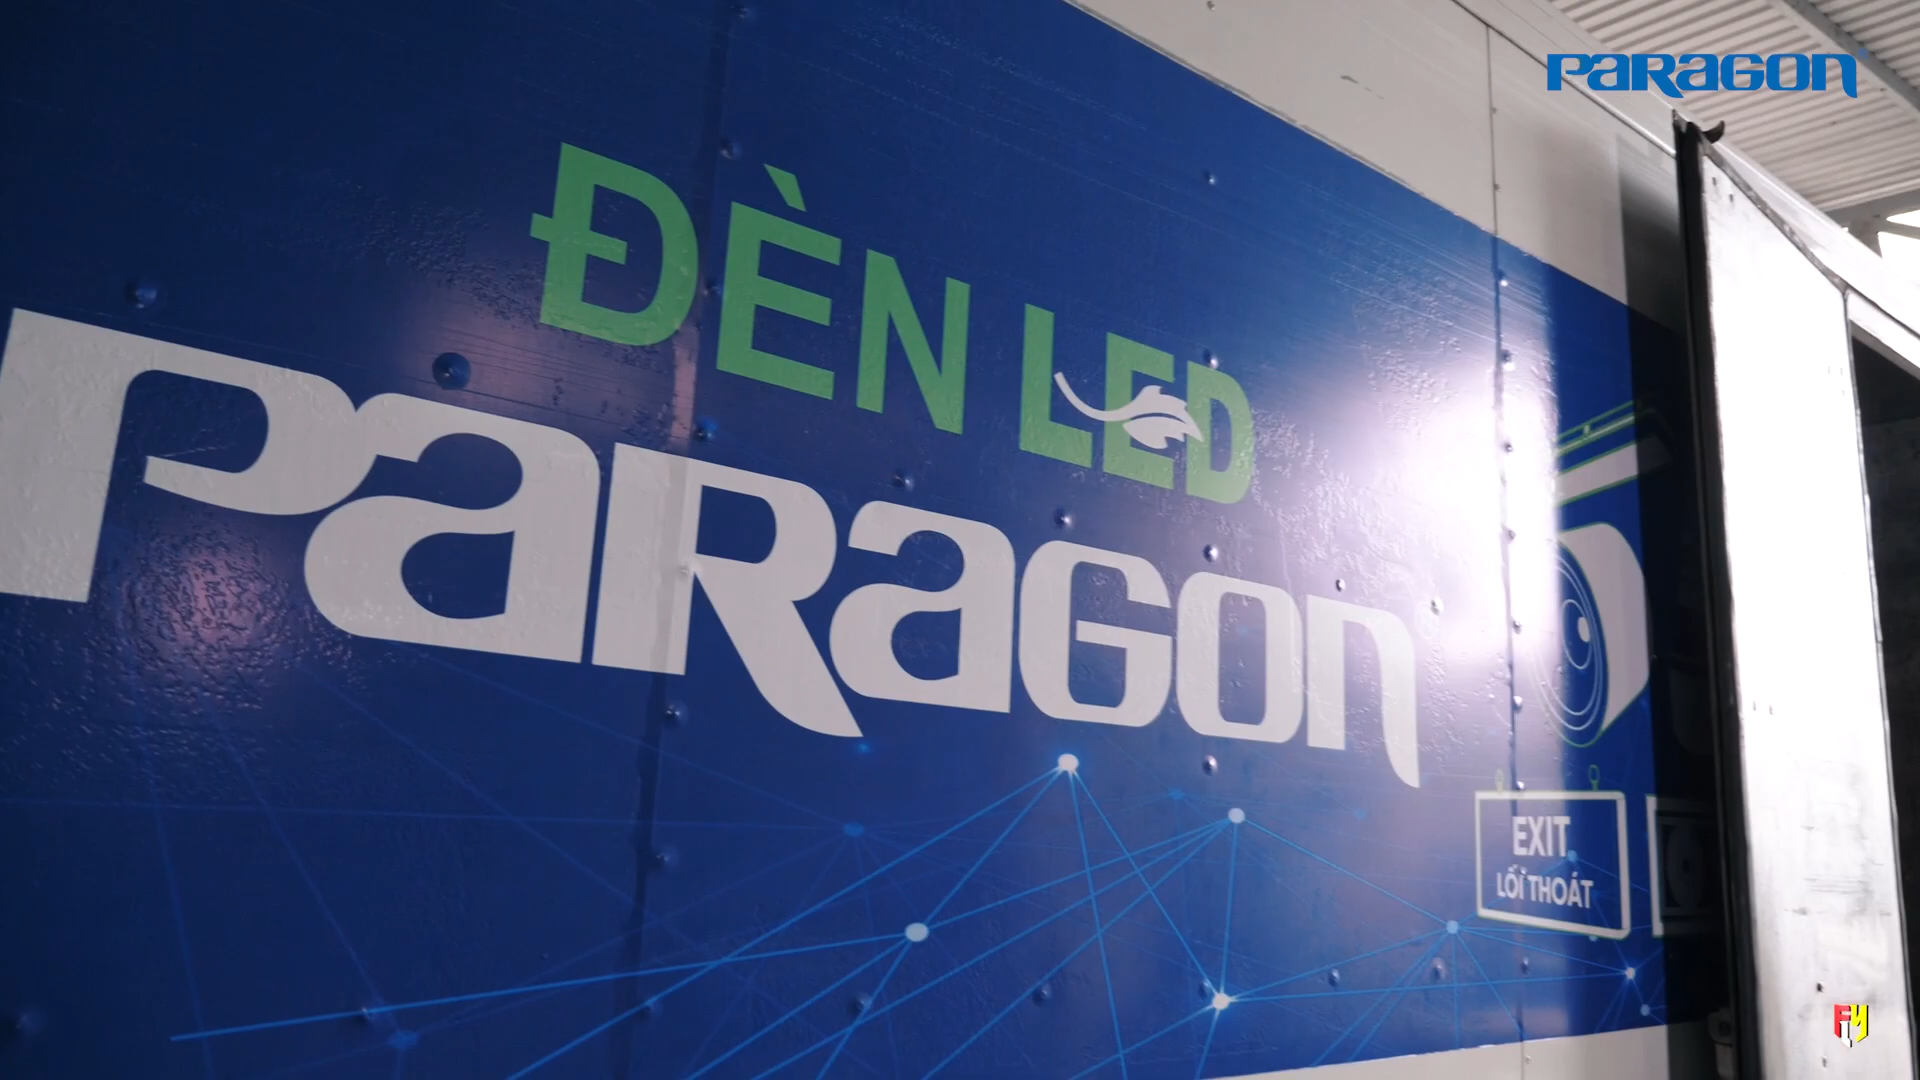 PARAGON
ĐÈN LED
PARAGON
EXIT
LỐI THOÁT